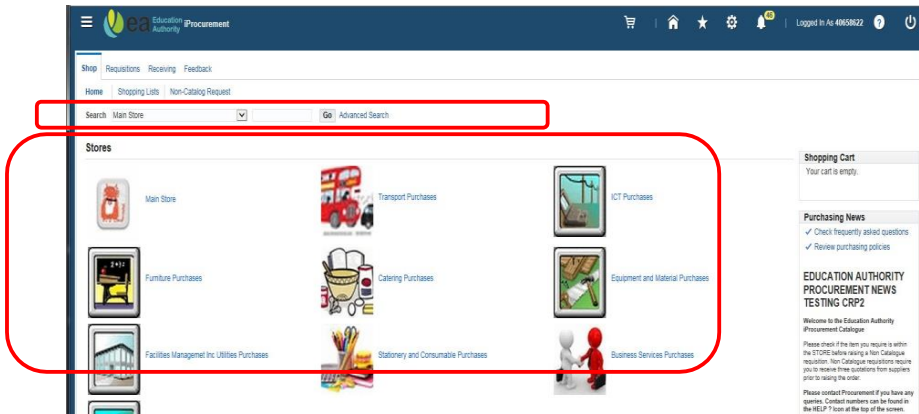 ea Education Authority iProcurement
46
Logged In As 40658622
?
Shop Requisitions Receiving Feedback
Home Shopping Lists Non-Catalog Request
Search Main Store Go Advanced Search
Stores
Main Store
Transport Purchases
ICT Purchases
Furniture Purchases
Catering Purchases
Equipment and Material Purchases
Facilities Managemet Inc Utilities Purchases
Stationery and Consumable Purchases
Business Services Purchases
Shopping Cart
Your cart is empty.
Purchasing News
Check frequently asked questions
Review purchasing policies
EDUCATION AUTHORITY
PROCUREMENT NEWS
TESTING CRP2
Welcome to the Education Authority
iProcurement Catalogue
Please check if the item you require is within
the STORE before raising a Non Catalogue
requisition. Non Catalogue requisitions require
you to receive three quotations from suppliers
prior to raising the order.
Please contact Procurement if you have any
queries. Contact numbers can be found in
the HELP ? Icon at the top of the screen.